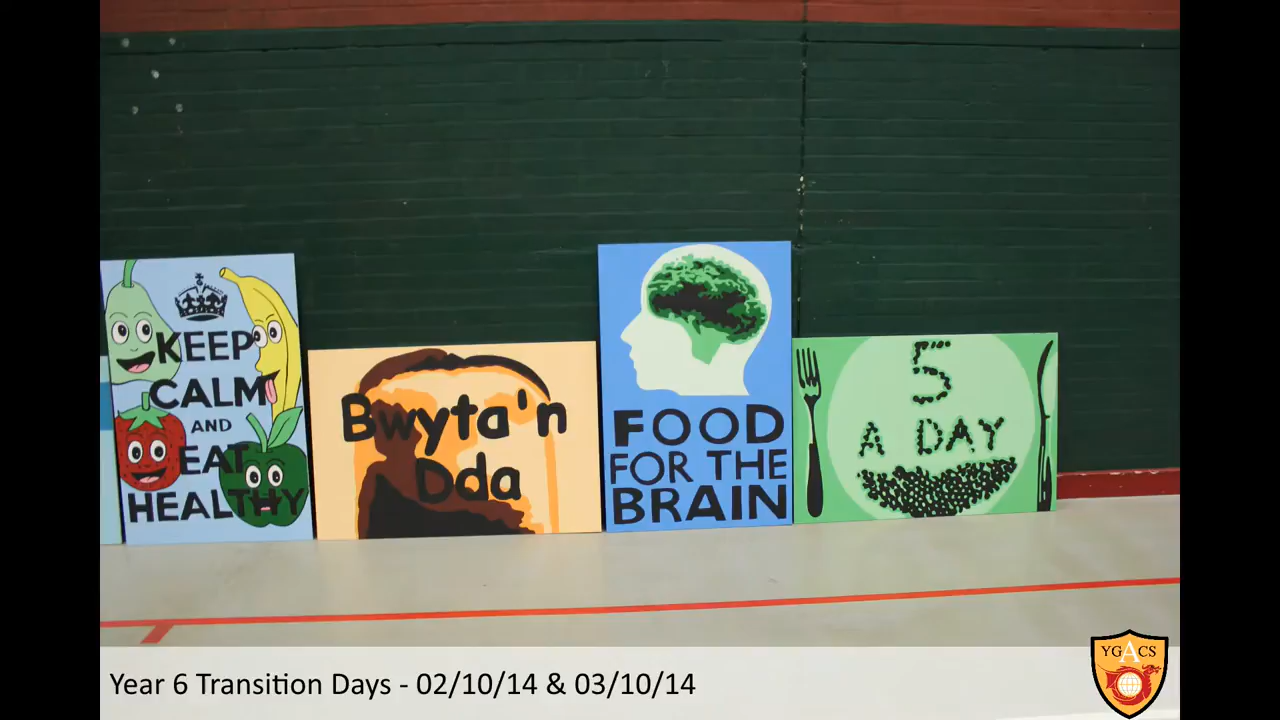 KEEP
CALM
AND
EAT
HEALTHY
Bwyta'n
Dda
FOOD
FOR THE
BRAIN
5
A DAY
Year 6 Transition Days - 02/10/14 & 03/10/14
YGACS